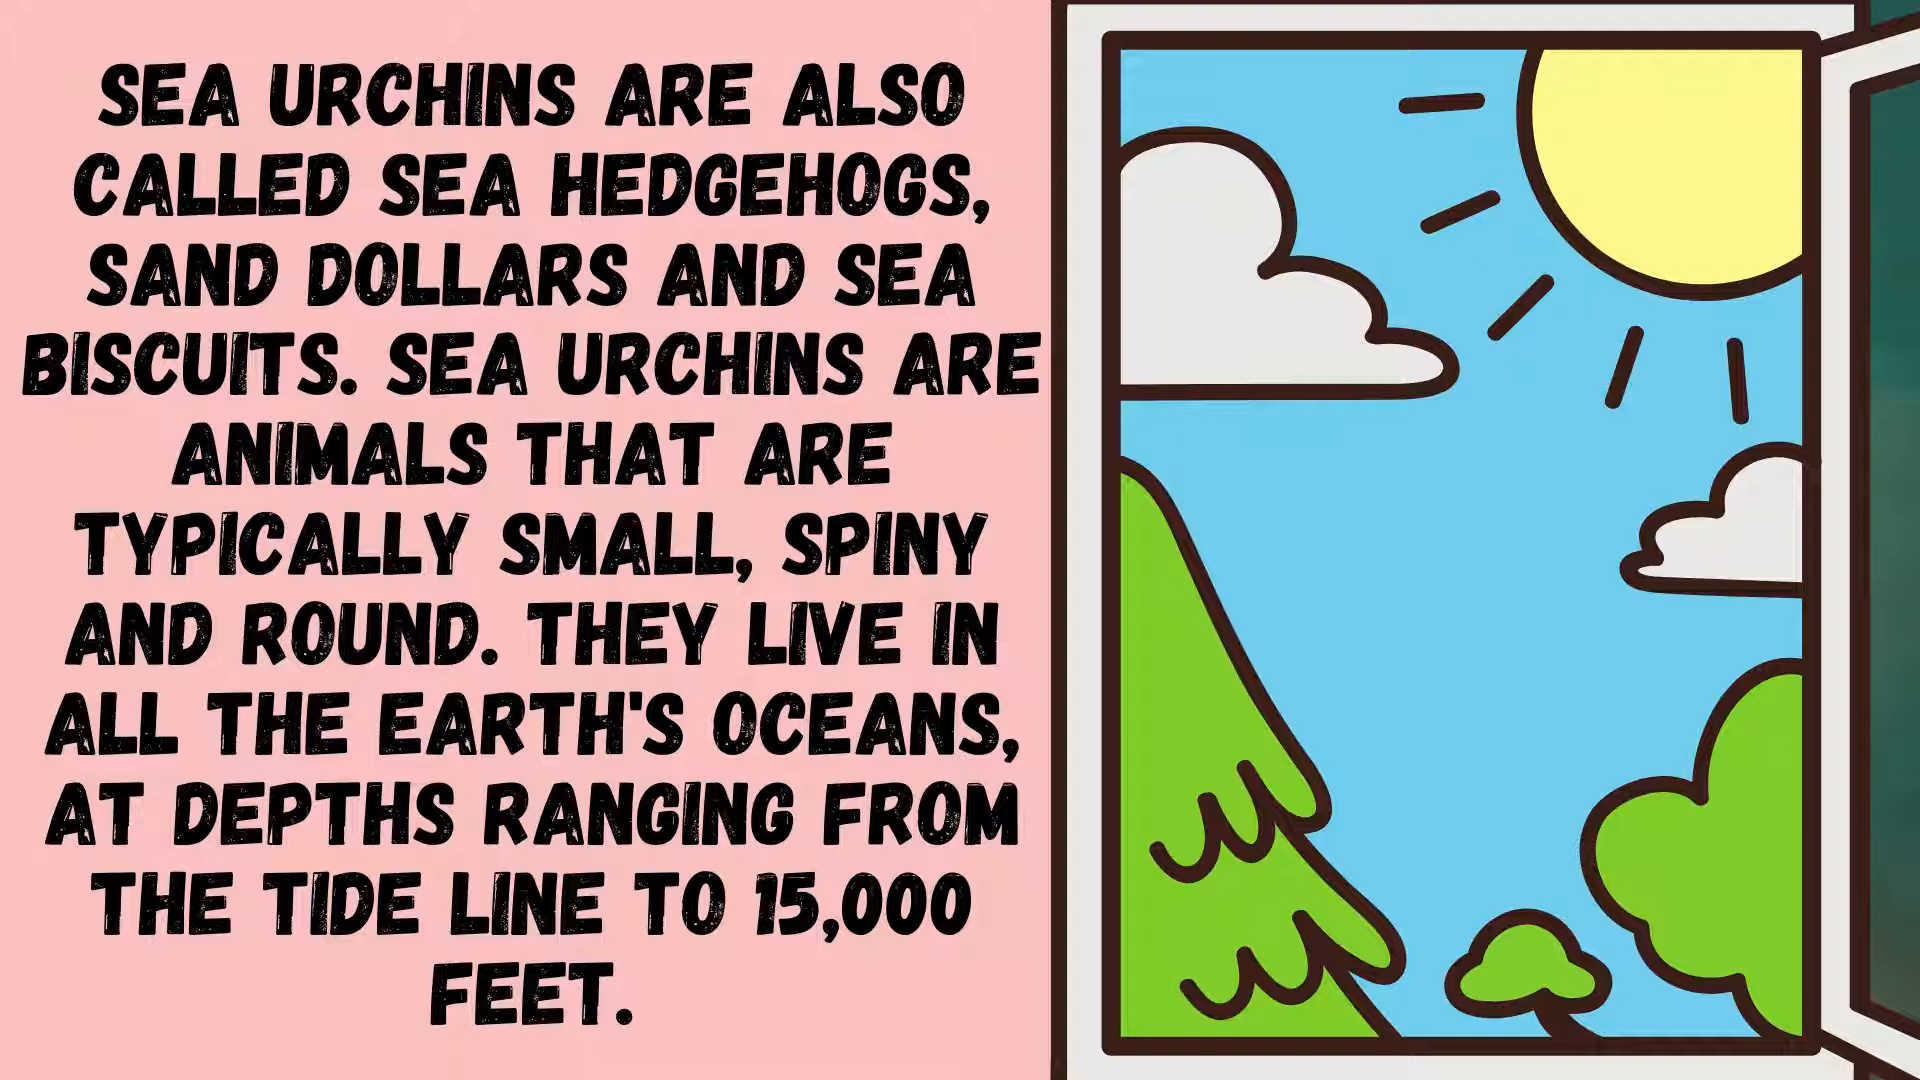 SEA URCHINS ARE ALSO
CALLED SEA HEDGEHOGS,
SAND DOLLARS AND SEA
BISCUITS. SEA URCHINS ARE
ANIMALS THAT ARE
TYPICALLY SMALL, SPINY
AND ROUND. THEY LIVE IN
ALL THE EARTH'S OCEANS,
AT DEPTHS RANGING FROM
THE TIDE LINE TO 15,000
FEET.